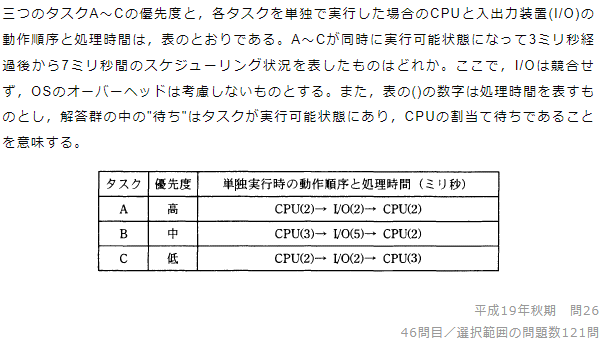 三つのタスクA～Cの優先度と，各タスクを単独で実行した場合のCPUと入出力装置(I/O)の
動作順序と処理時間は，表のとおりである。A～Cが同時に実行可能状態になって3ミリ秒経
過後から7ミリ秒間のスケジューリング状況を表したものはどれか。ここで，I/Oは競合せ
ず，OSのオーバーヘッドは考慮しないものとする。また，表の()の数字は処理時間を表すも
のとし，解答群の中の"待ち"はタスクが実行可能状態にあり，CPUの割当て待ちであること
を意味する。
タスク 優先度 単独実行時の動作順序と処理時間（ミリ秒）
A 高 CPU(2)→ I/O(2)→ CPU(2)
B 中 CPU(3)→ I/O(5)→ CPU(2)
C 低 CPU(2)→ I/O(2)→ CPU(3)
平成19年秋期 問26
46問目／選択範囲の問題数121問